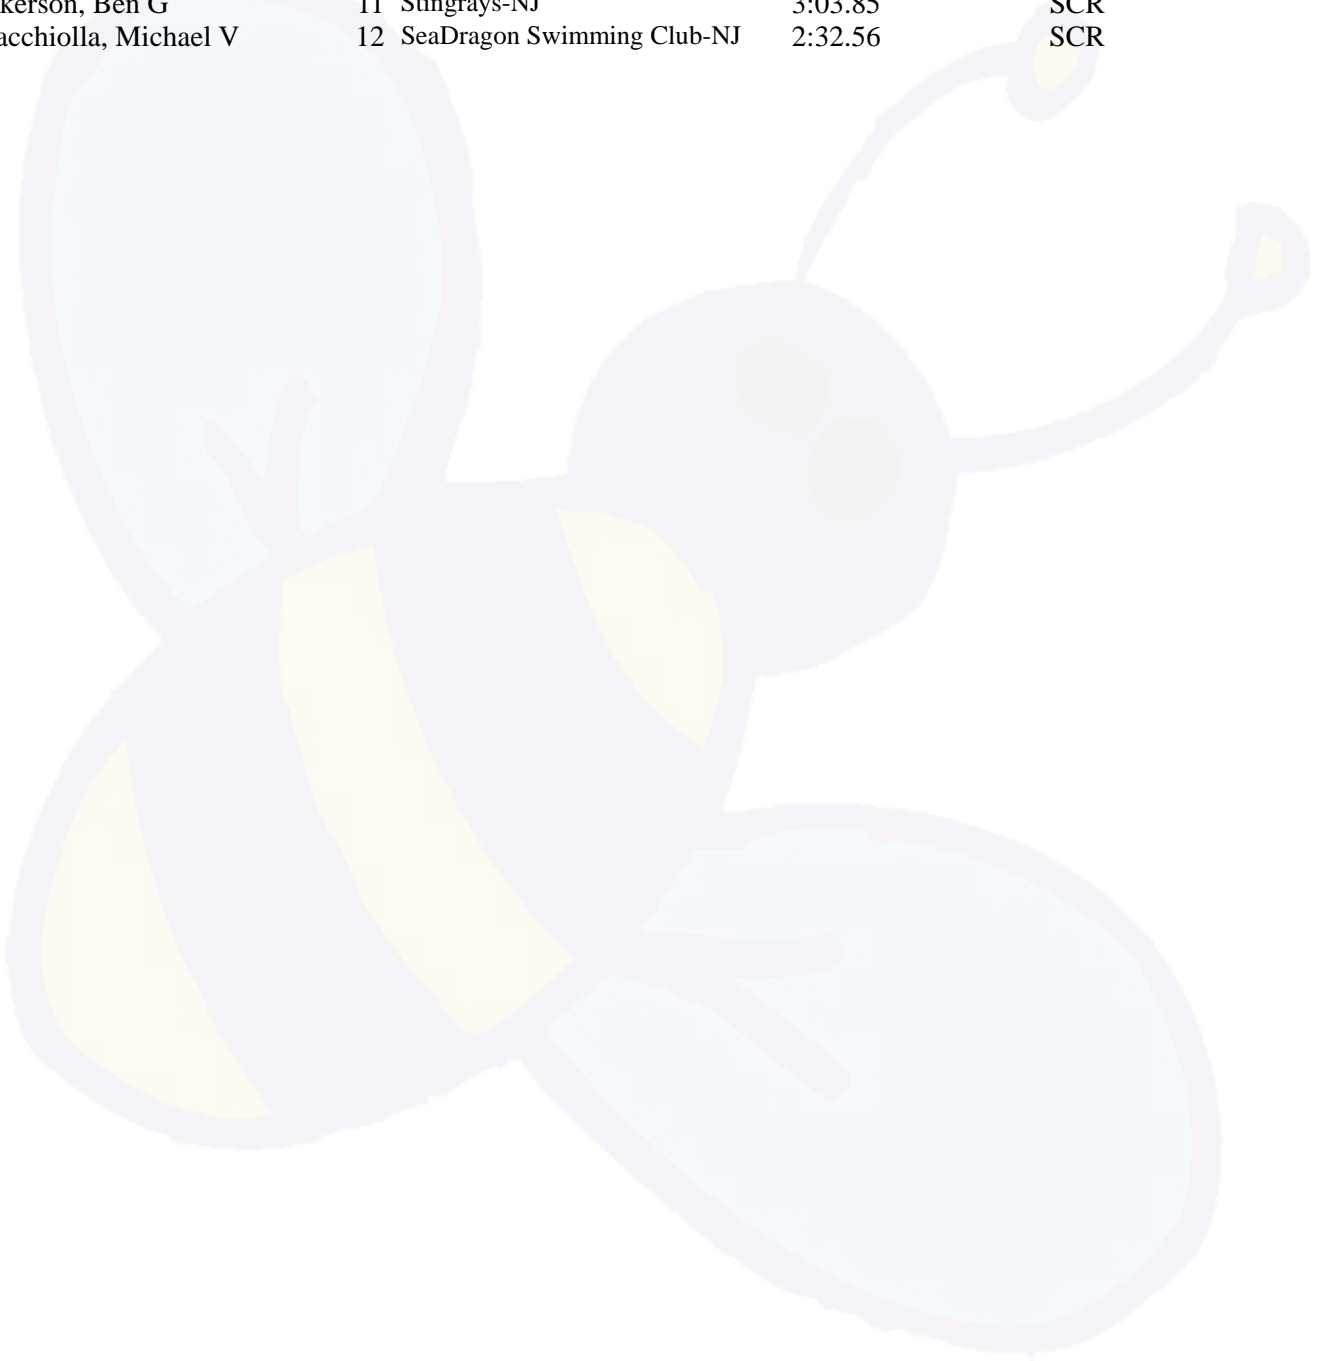 kerson, Ben G 11 Stingrays-NJ 3:03.85 SCR
acchiolla, Michael V 12 SeaDragon Swimming Club-NJ 2:32.56 SCR